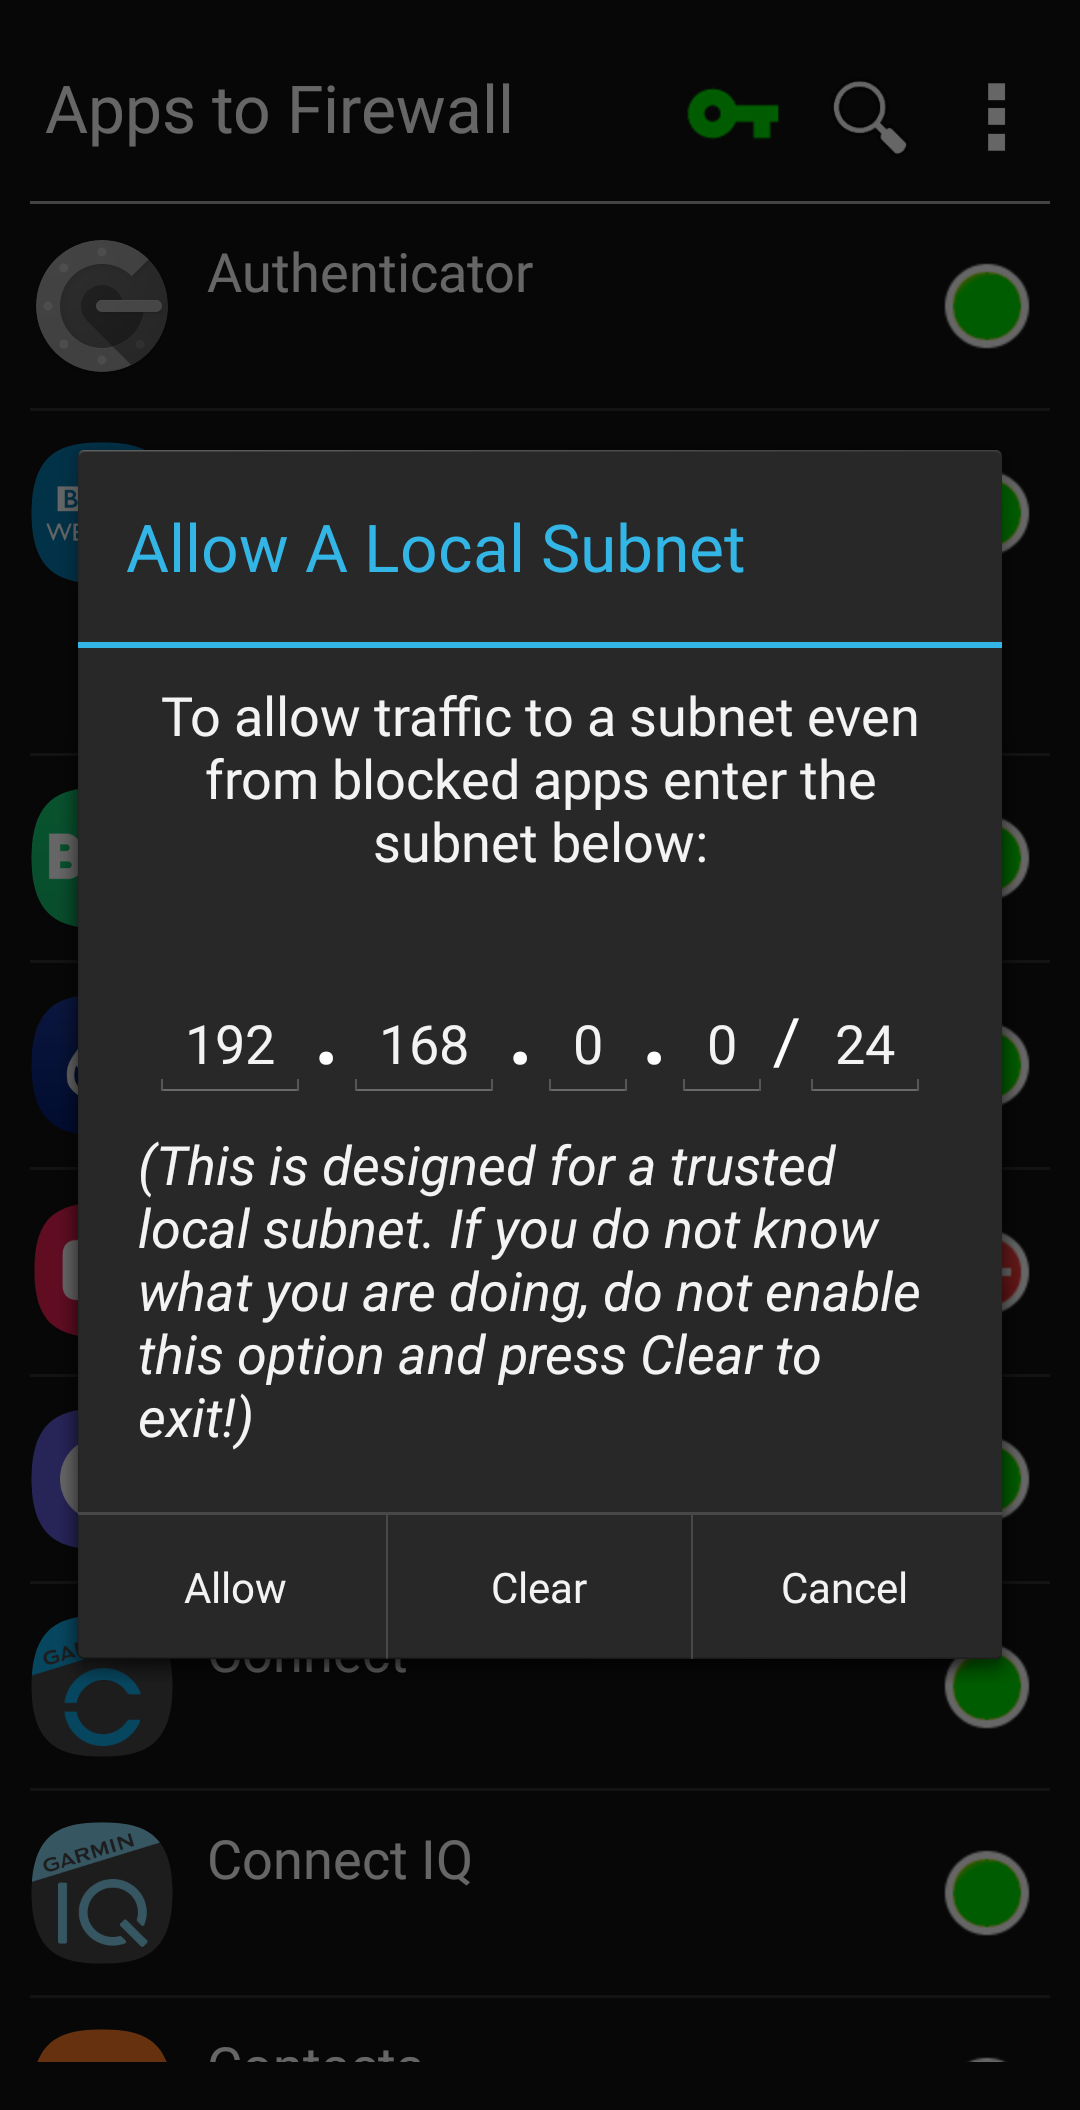 Apps to Firewall
Authenticator
Allow A Local Subnet
To allow traffic to a subnet even
from blocked apps enter the
subnet below:
192 . 168 . 0 . 0 / 24
(This is designed for a trusted
local subnet. If you do not know
what you are doing, do not enable
this option and press Clear to
exit!)
Allow Clear Cancel
Connect
GARMIN
IQ
Connect IQ
Contacts